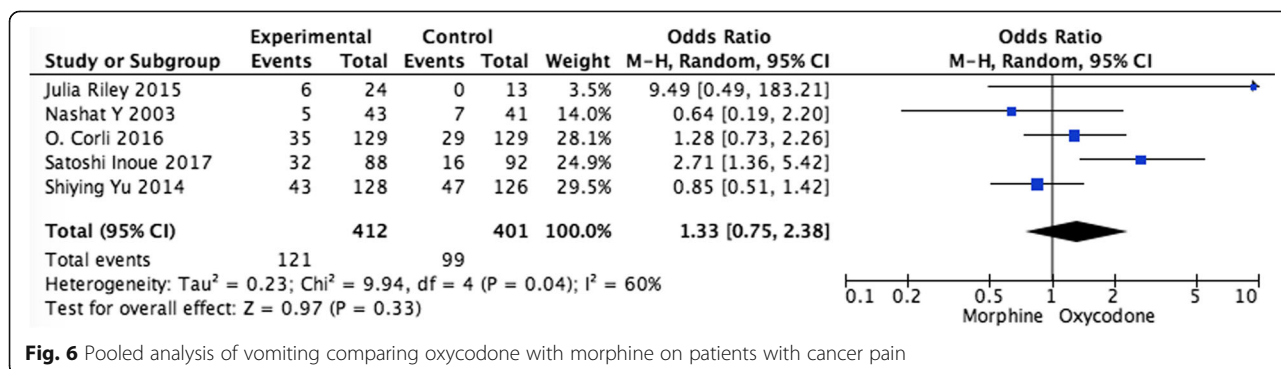 Experimental Control Odds Ratio Odds Ratio
Study or Subgroup Events Total Events Total Weight M-H, Random, 95% CI M-H, Random, 95% CI
Julia Riley 2015 6 24 0 13 3.5% 9.49 [0.49, 183.21]
Nashat Y 2003 5 43 7 41 14.0% 0.64 [0.19, 2.20]
O. Corli 2016 35 129 29 129 28.1% 1.28 [0.73, 2.26]
Satoshi Inoue 2017 32 88 16 92 24.9% 2.71 [1.36, 5.42]
Shiying Yu 2014 43 128 47 126 29.5% 0.85 [0.51, 1.42]
Total (95% CI) 412 401 100.0% 1.33 [0.75, 2.38]
Total events 121 99
Heterogeneity: Tau² = 0.23; Chi² = 9.94, df = 4 (P = 0.04); I² = 60%
Test for overall effect: Z = 0.97 (P = 0.33)
0.1 0.2 0.5 1 2 5 10
Morphine Oxycodone
Fig. 6 Pooled analysis of vomiting comparing oxycodone with morphine on patients with cancer pain